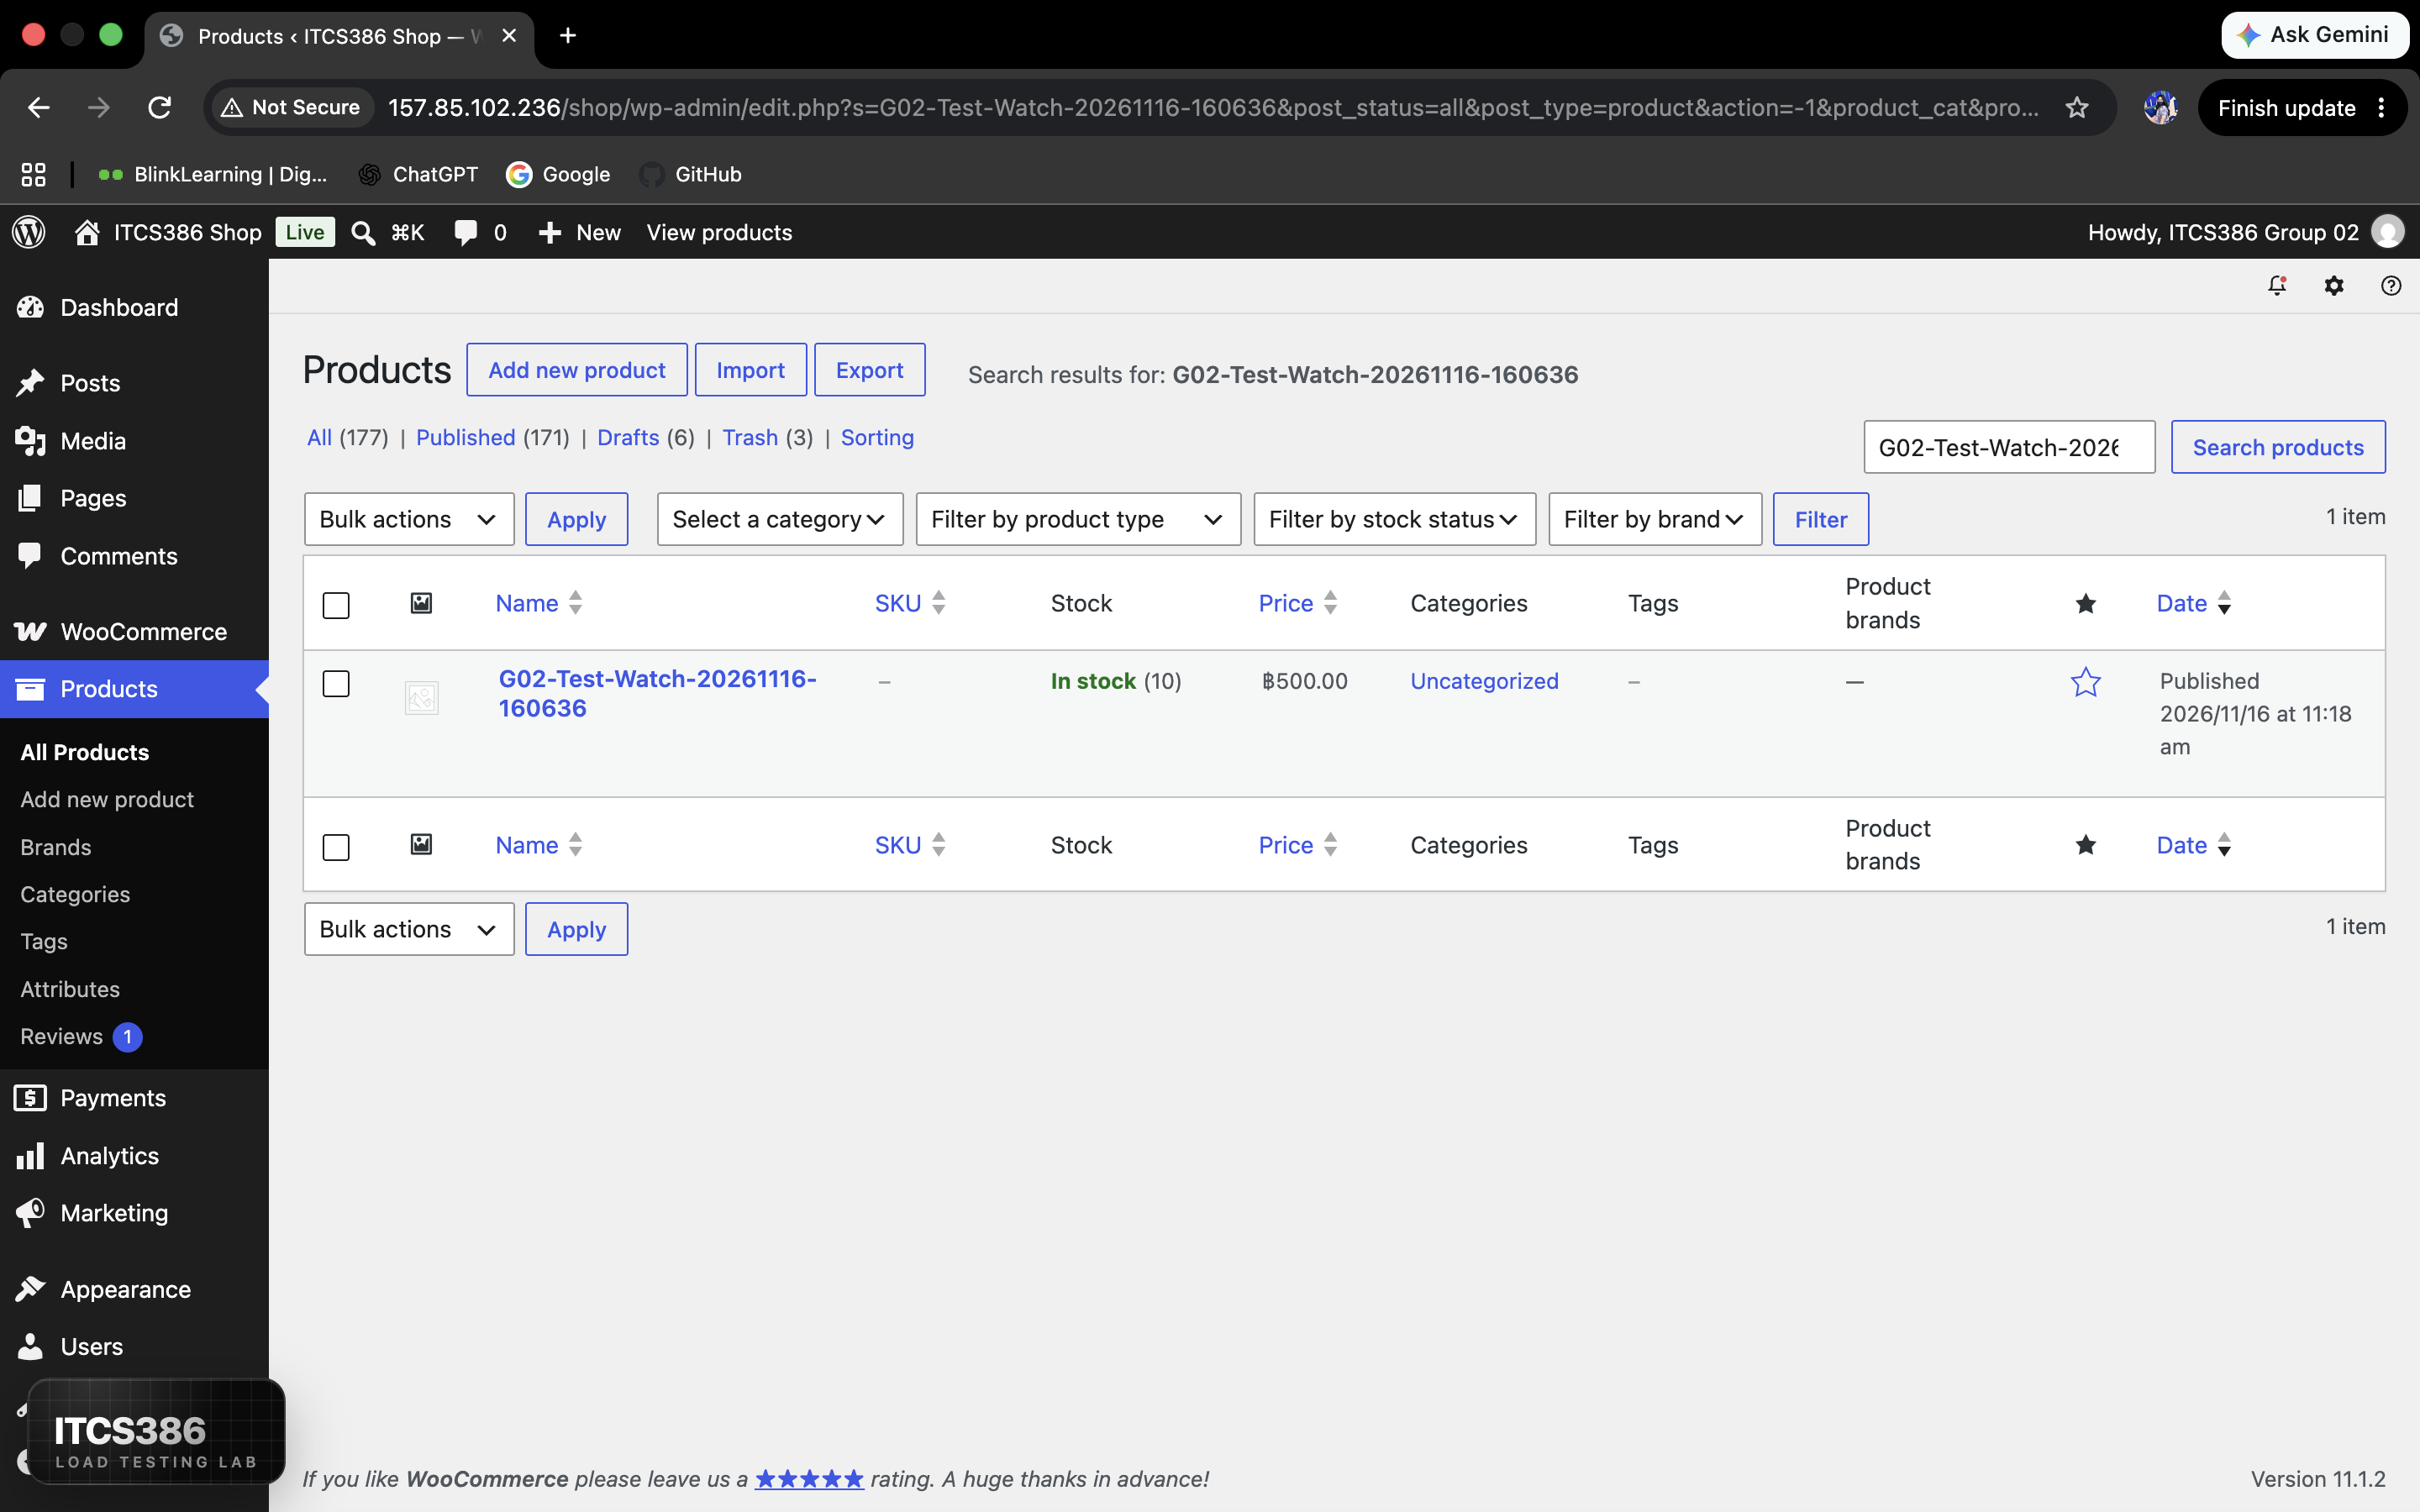 Products ‹ ITCS386 Shop — W
Ask Gemini
Not Secure
157.85.102.236/shop/wp-admin/edit.php?s=G02-Test-Watch-20261116-160636&post_status=all&post_type=product&action=-1&product_cat&pro...
Finish update
BlinkLearning | Dig...
ChatGPT
Google
GitHub
ITCS386 Shop
Live
⌘K
0
New
View products
Howdy, ITCS386 Group 02
Dashboard
Posts
Media
Pages
Comments
WooCommerce
Products
All Products
Add new product
Brands
Categories
Tags
Attributes
Reviews 1
Payments
Analytics
Marketing
Appearance
Users
ITCS386
LOAD TESTING LAB
Products
Add new product
Import
Export
Search results for: G02-Test-Watch-20261116-160636
All (177) | Published (171) | Drafts (6) | Trash (3) | Sorting
G02-Test-Watch-2026
Search products
Bulk actions
Apply
Select a category
Filter by product type
Filter by stock status
Filter by brand
Filter
1 item
Name
SKU
Stock
Price
Categories
Tags
Product
brands
Date
G02-Test-Watch-20261116-
160636
–
In stock (10)
฿500.00
Uncategorized
–
—
Published
2026/11/16 at 11:18
am
Name
SKU
Stock
Price
Categories
Tags
Product
brands
Date
Bulk actions
Apply
1 item
If you like WooCommerce please leave us a ★★★★★ rating. A huge thanks in advance!
Version 11.1.2